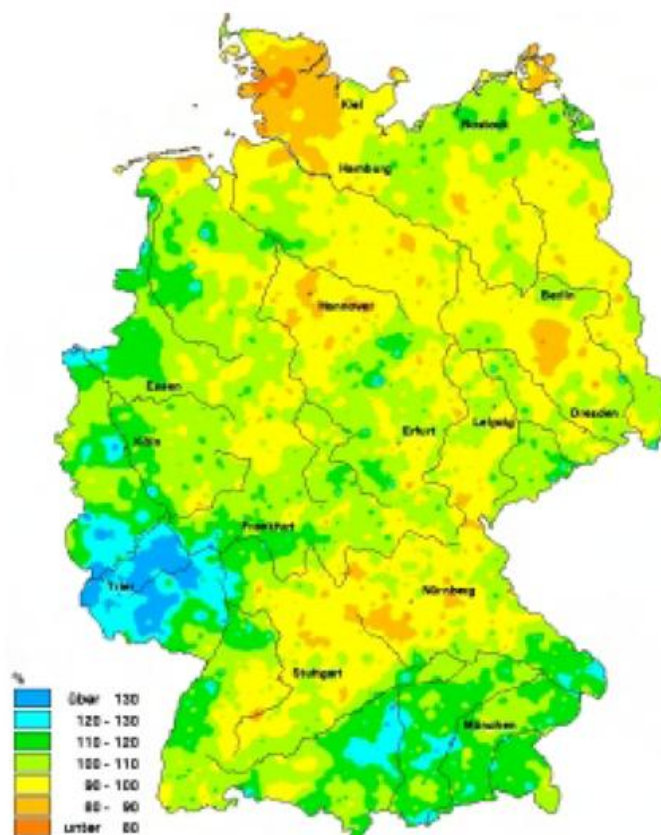 Kiel
Rostock
Hamburg
Berlin
Hannover
Essen
Dresden
Leipzig
Erfurt
Köln
Frankfurt
Trier
Nürnberg
Stuttgart
München
%
über 130
120 - 130
110 - 120
100 - 110
90 - 100
80 - 90
unter 80